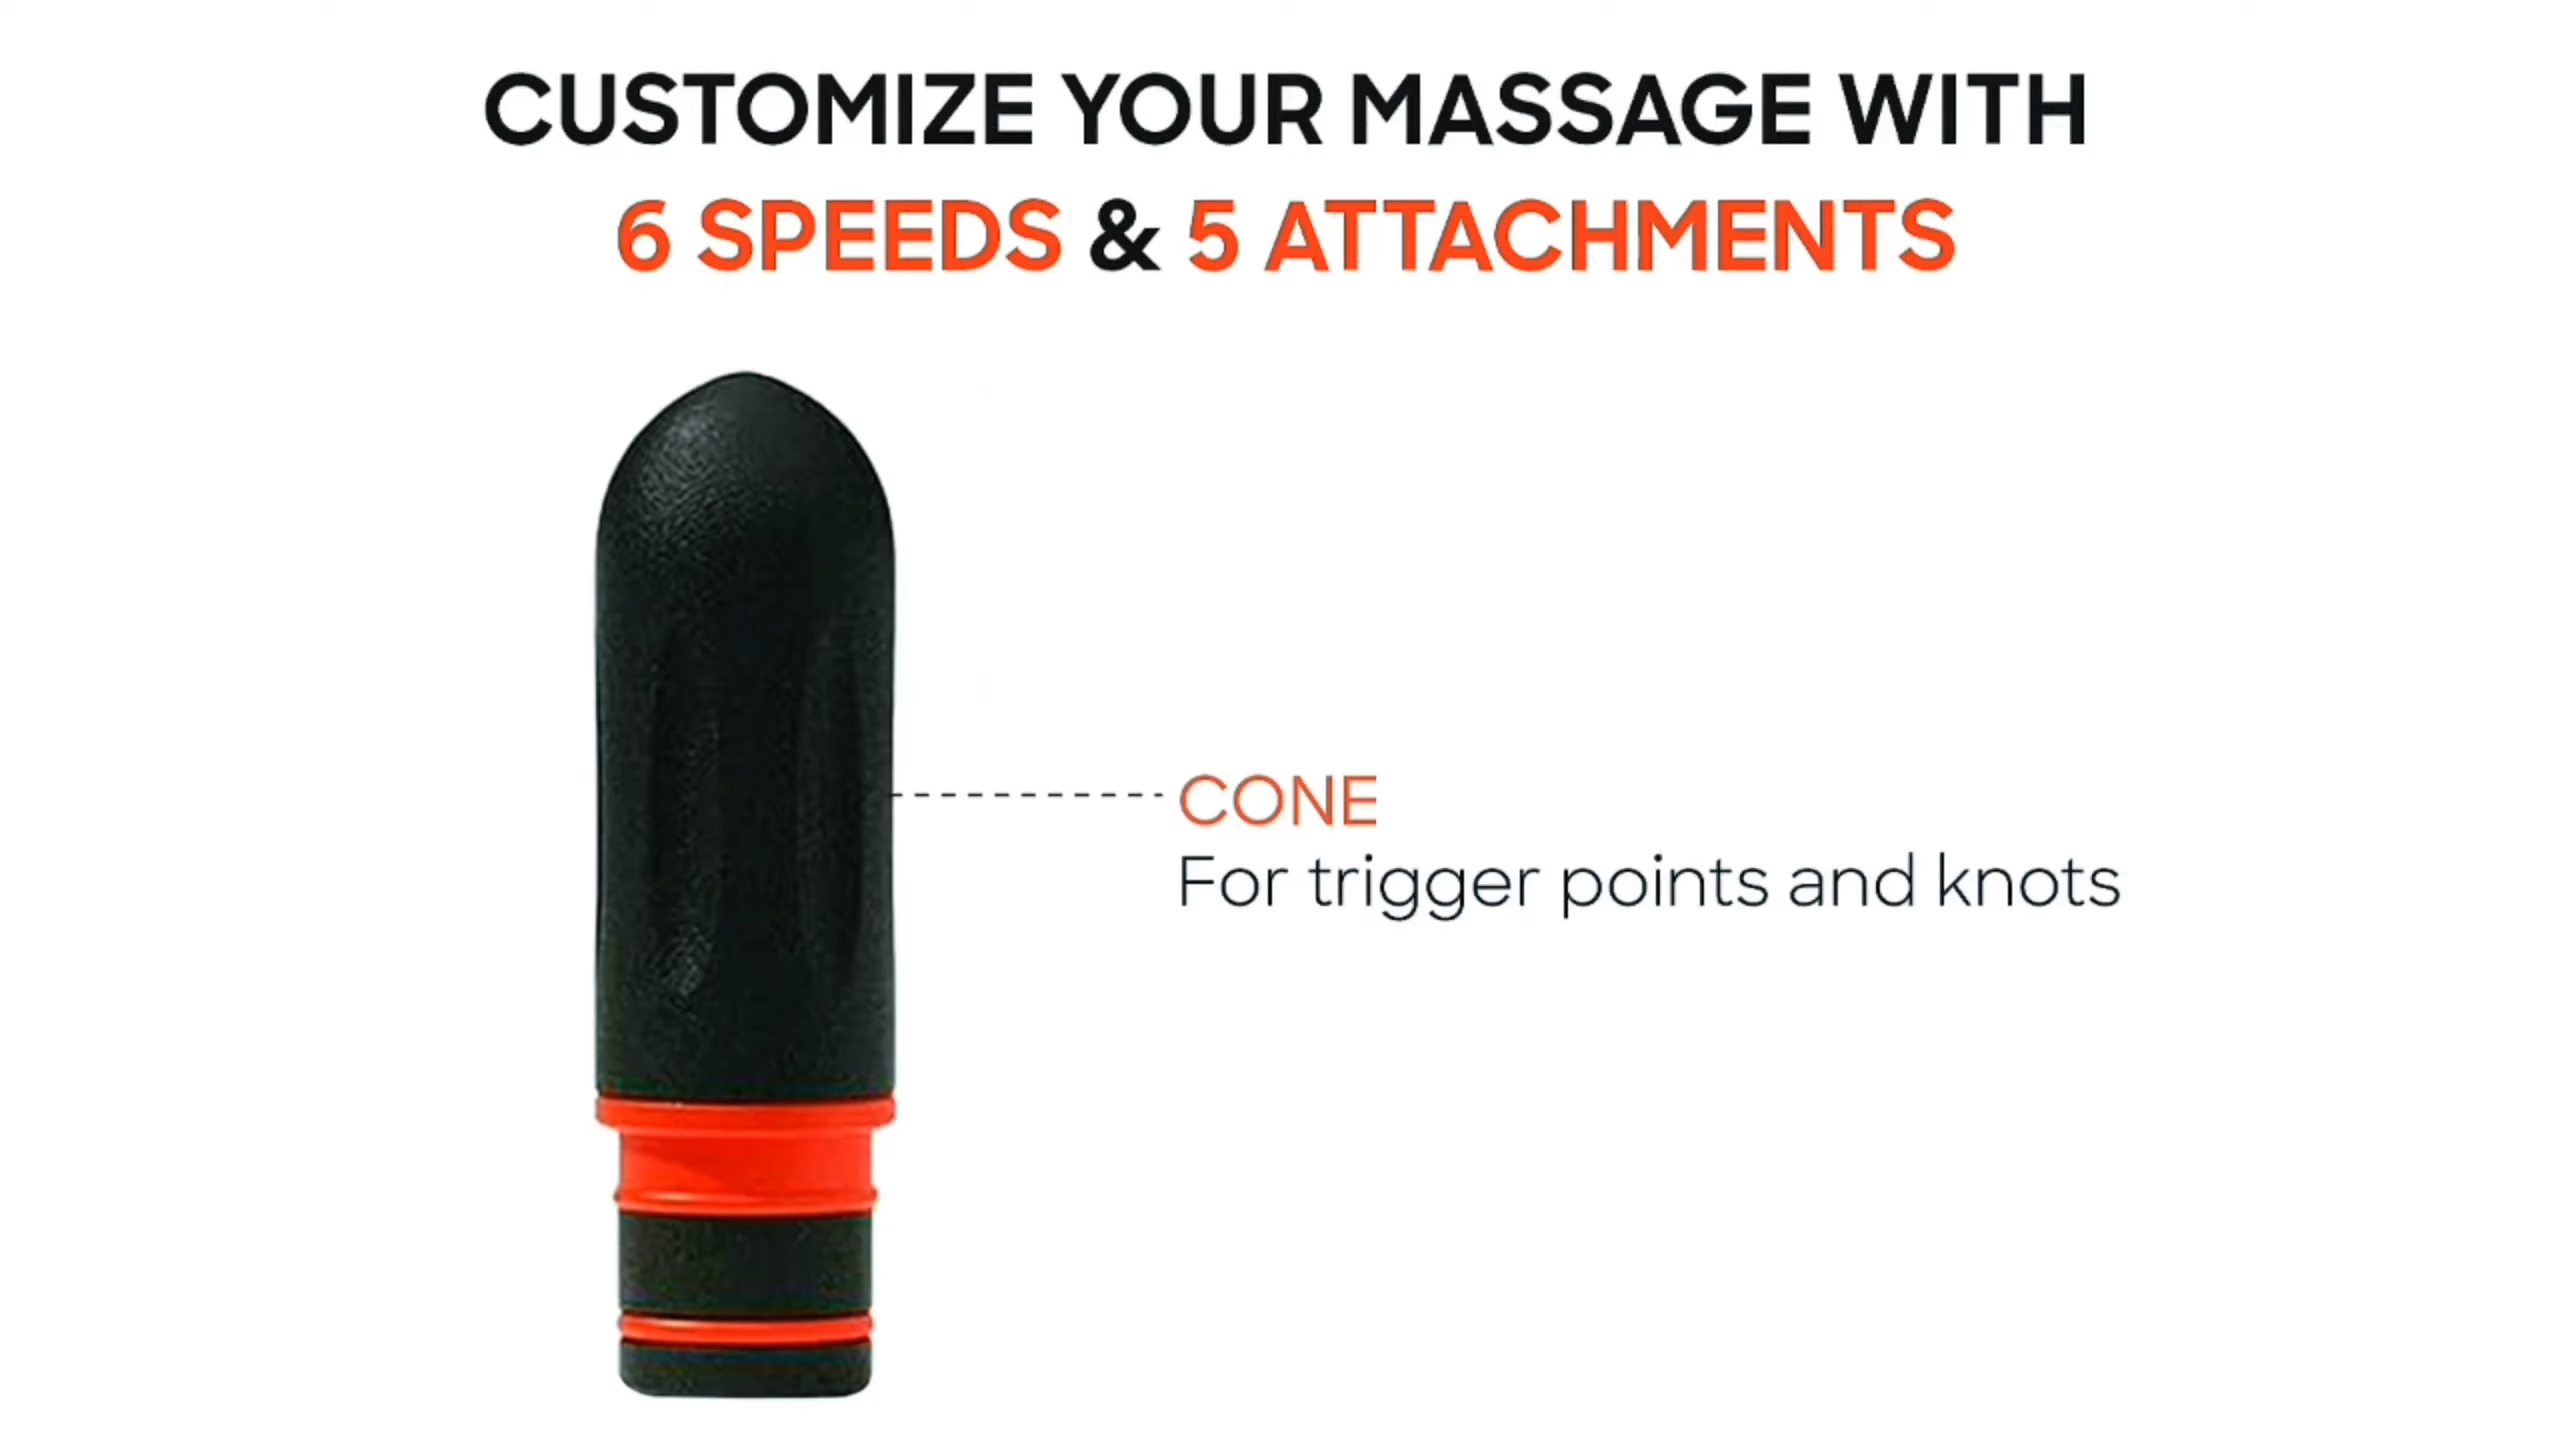 CUSTOMIZE YOUR MASSAGE WITH
6 SPEEDS & 5 ATTACHMENTS
CONE
For trigger points and knots